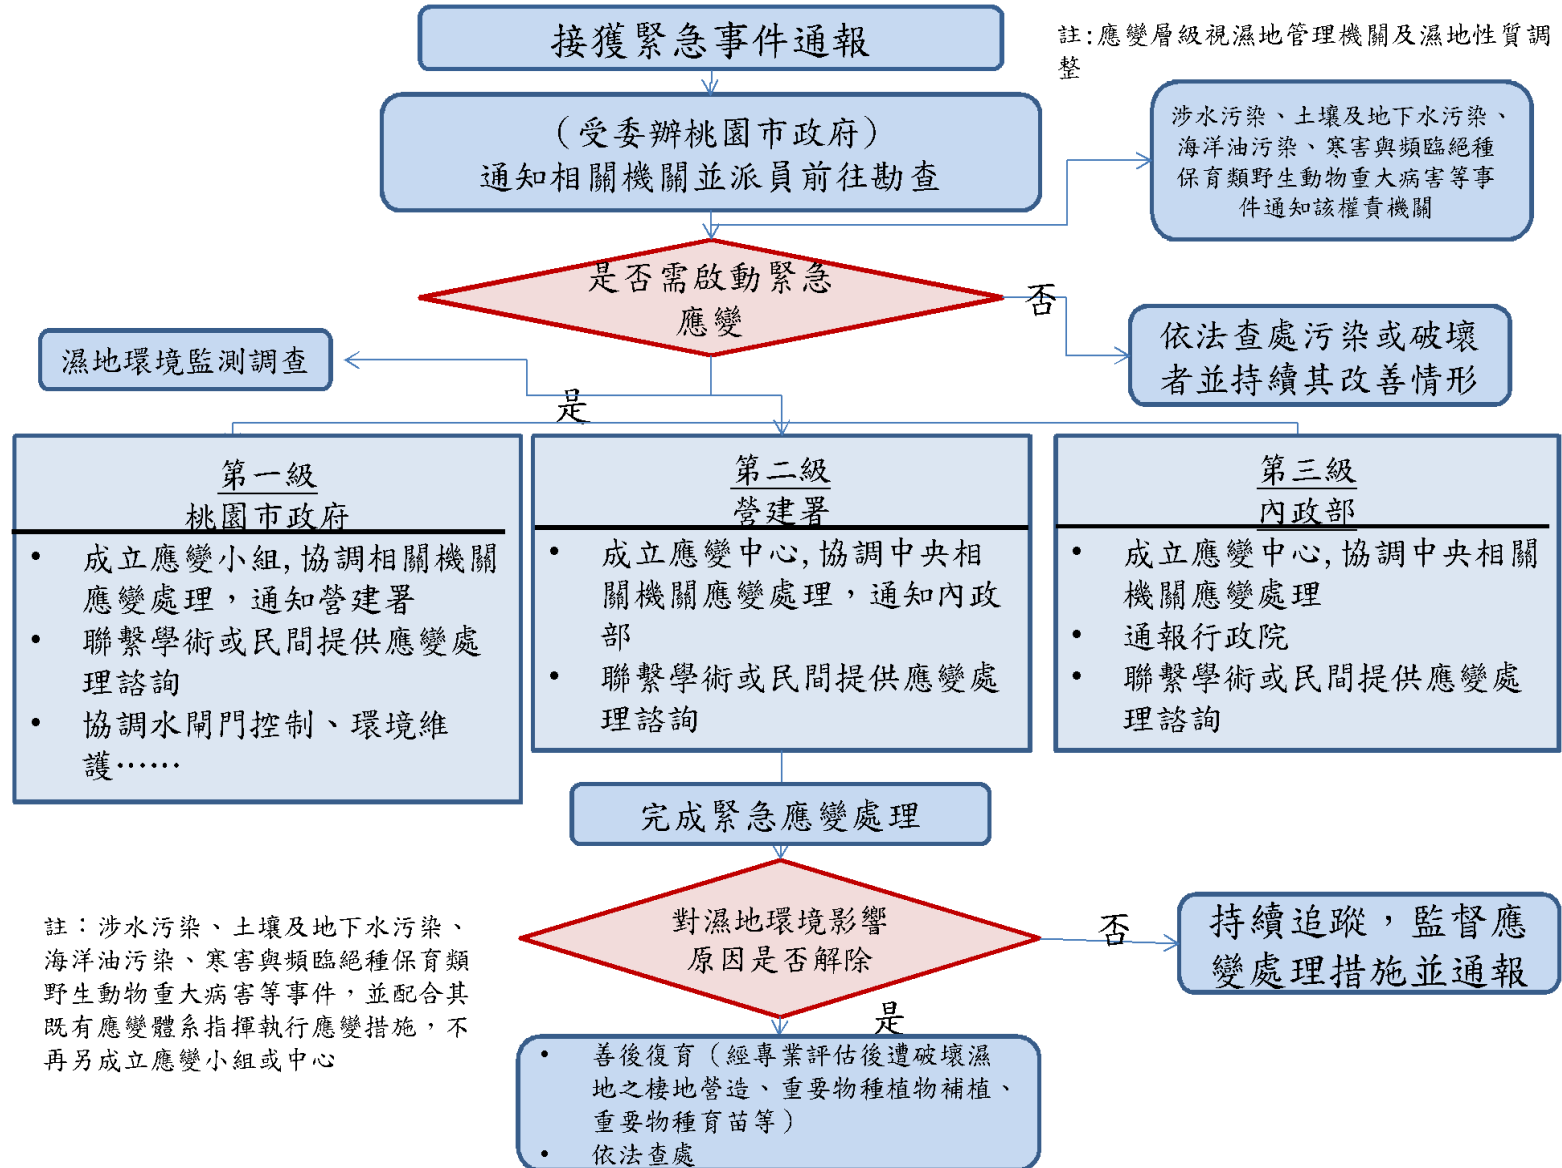 接獲緊急事件通報
註:應變層級視濕地管理機關及濕地性質調
整
（受委辦桃園市政府）
通知相關機關並派員前往勘查
涉水污染、土壤及地下水污染、
海洋油污染、寒害與頻臨絕種
保育類野生動物重大病害等事
件通知該權責機關
是否需啟動緊急
應變
否
依法查處污染或破壞
者並持續其改善情形
濕地環境監測調查
是
第一級
桃園市政府
• 成立應變小組,協調相關機關
應變處理，通知營建署
• 聯繫學術或民間提供應變處
理諮詢
• 協調水閘門控制、環境維
護……
第二級
營建署
• 成立應變中心,協調中央相
關機關應變處理，通知內政
部
• 聯繫學術或民間提供應變處
理諮詢
第三級
內政部
• 成立應變中心,協調中央相關
機關應變處理
• 通報行政院
• 聯繫學術或民間提供應變處
理諮詢
完成緊急應變處理
對濕地環境影響
原因是否解除
否
持續追蹤，監督應
變處理措施並通報
是
註：涉水污染、土壤及地下水污染、
海洋油污染、寒害與頻臨絕種保育類
野生動物重大病害等事件，並配合其
既有應變體系指揮執行應變措施，不
再另成立應變小組或中心
• 善後復育（經專業評估後遭破壞濕
地之棲地營造、重要物種植物補植、
重要物種育苗等）
• 依法查處